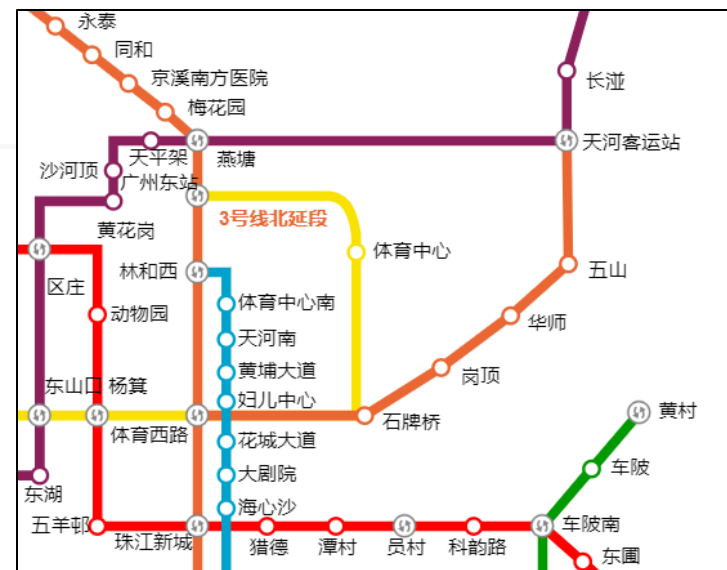 永泰
同和
京溪南方医院
梅花园
长湴
天平架
燕塘
天河客运站
沙河顶
广州东站
黄花岗
3号线北延段
体育中心
林和西
五山
区庄
动物园
体育中心南
天河南
华师
黄埔大道
岗顶
东山口
杨箕
妇儿中心
黄村
体育西路
花城大道
石牌桥
大剧院
车陂
东湖
海心沙
五羊邨
珠江新城
猎德
潭村
员村
科韵路
车陂南
东圃